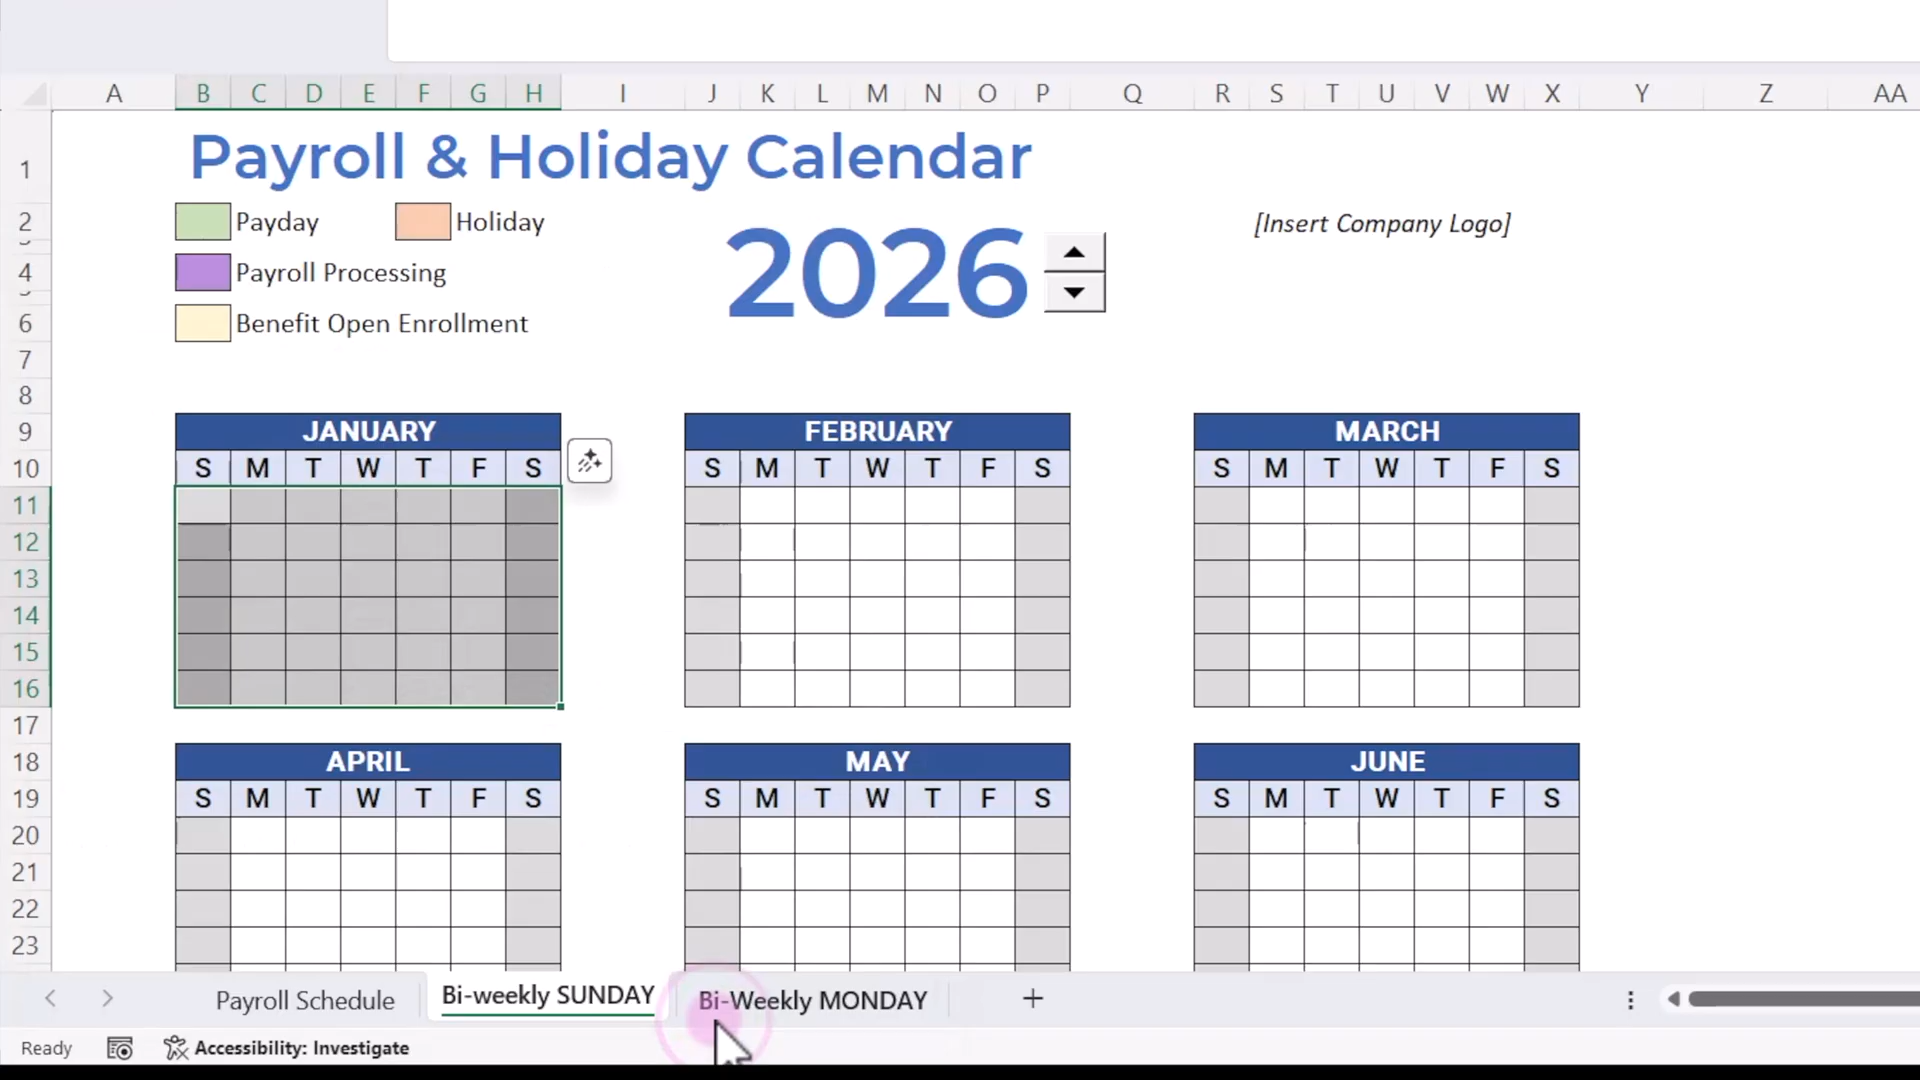 A B C D E F G H I J K L M N O P Q R S T U V W X Y Z AA
1 Payroll & Holiday Calendar
2 Payday Holiday [Insert Company Logo]
2026
4 Payroll Processing
6 Benefit Open Enrollment
7
8
9 JANUARY FEBRUARY MARCH
10 S M T W T F S S M T W T F S S M T W T F S
11
12
13
14
15
16
17
18 APRIL MAY JUNE
19 S M T W T F S S M T W T F S S M T W T F S
20
21
22
23
Payroll Schedule Bi-weekly SUNDAY Bi-Weekly MONDAY
Ready Accessibility: Investigate